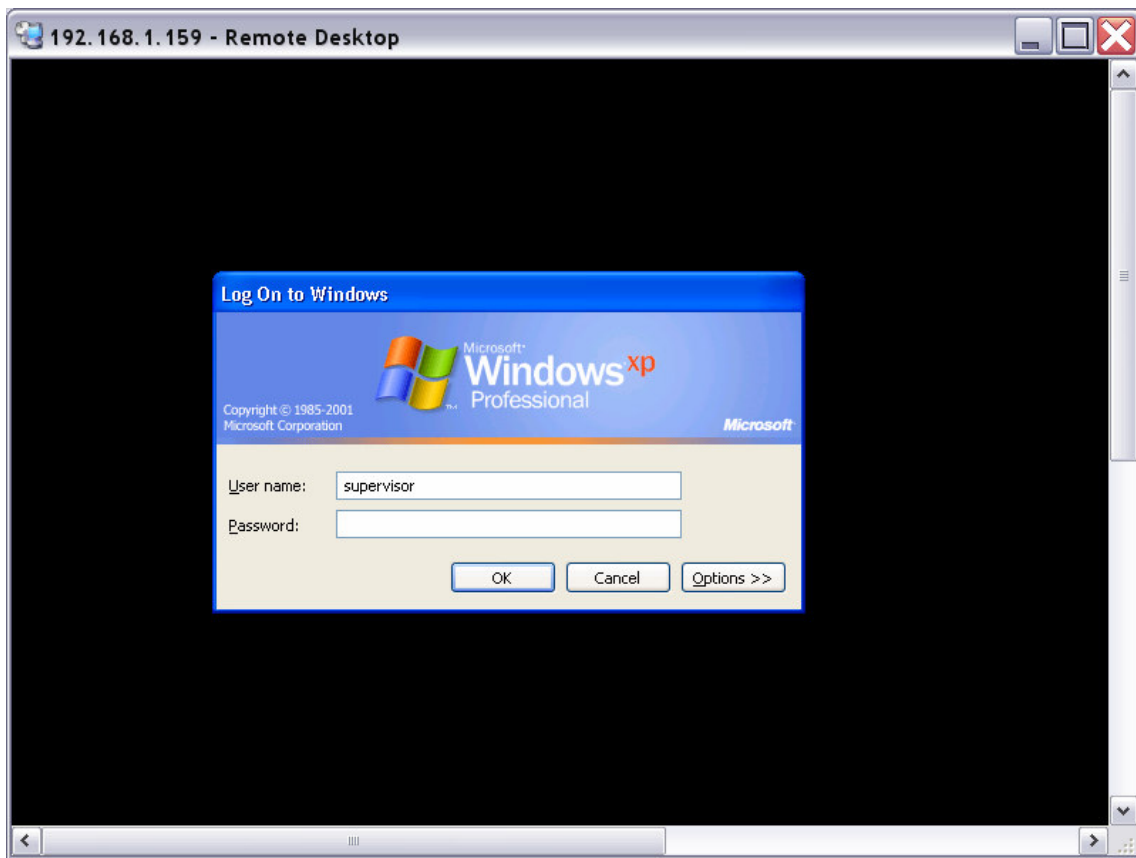 192.168.1.159 - Remote Desktop
Log On to Windows
Microsoft
Windows xp
Professional
Copyright © 1985-2001
Microsoft Corporation
Microsoft
User name: supervisor
Password:
OK Cancel Options >>